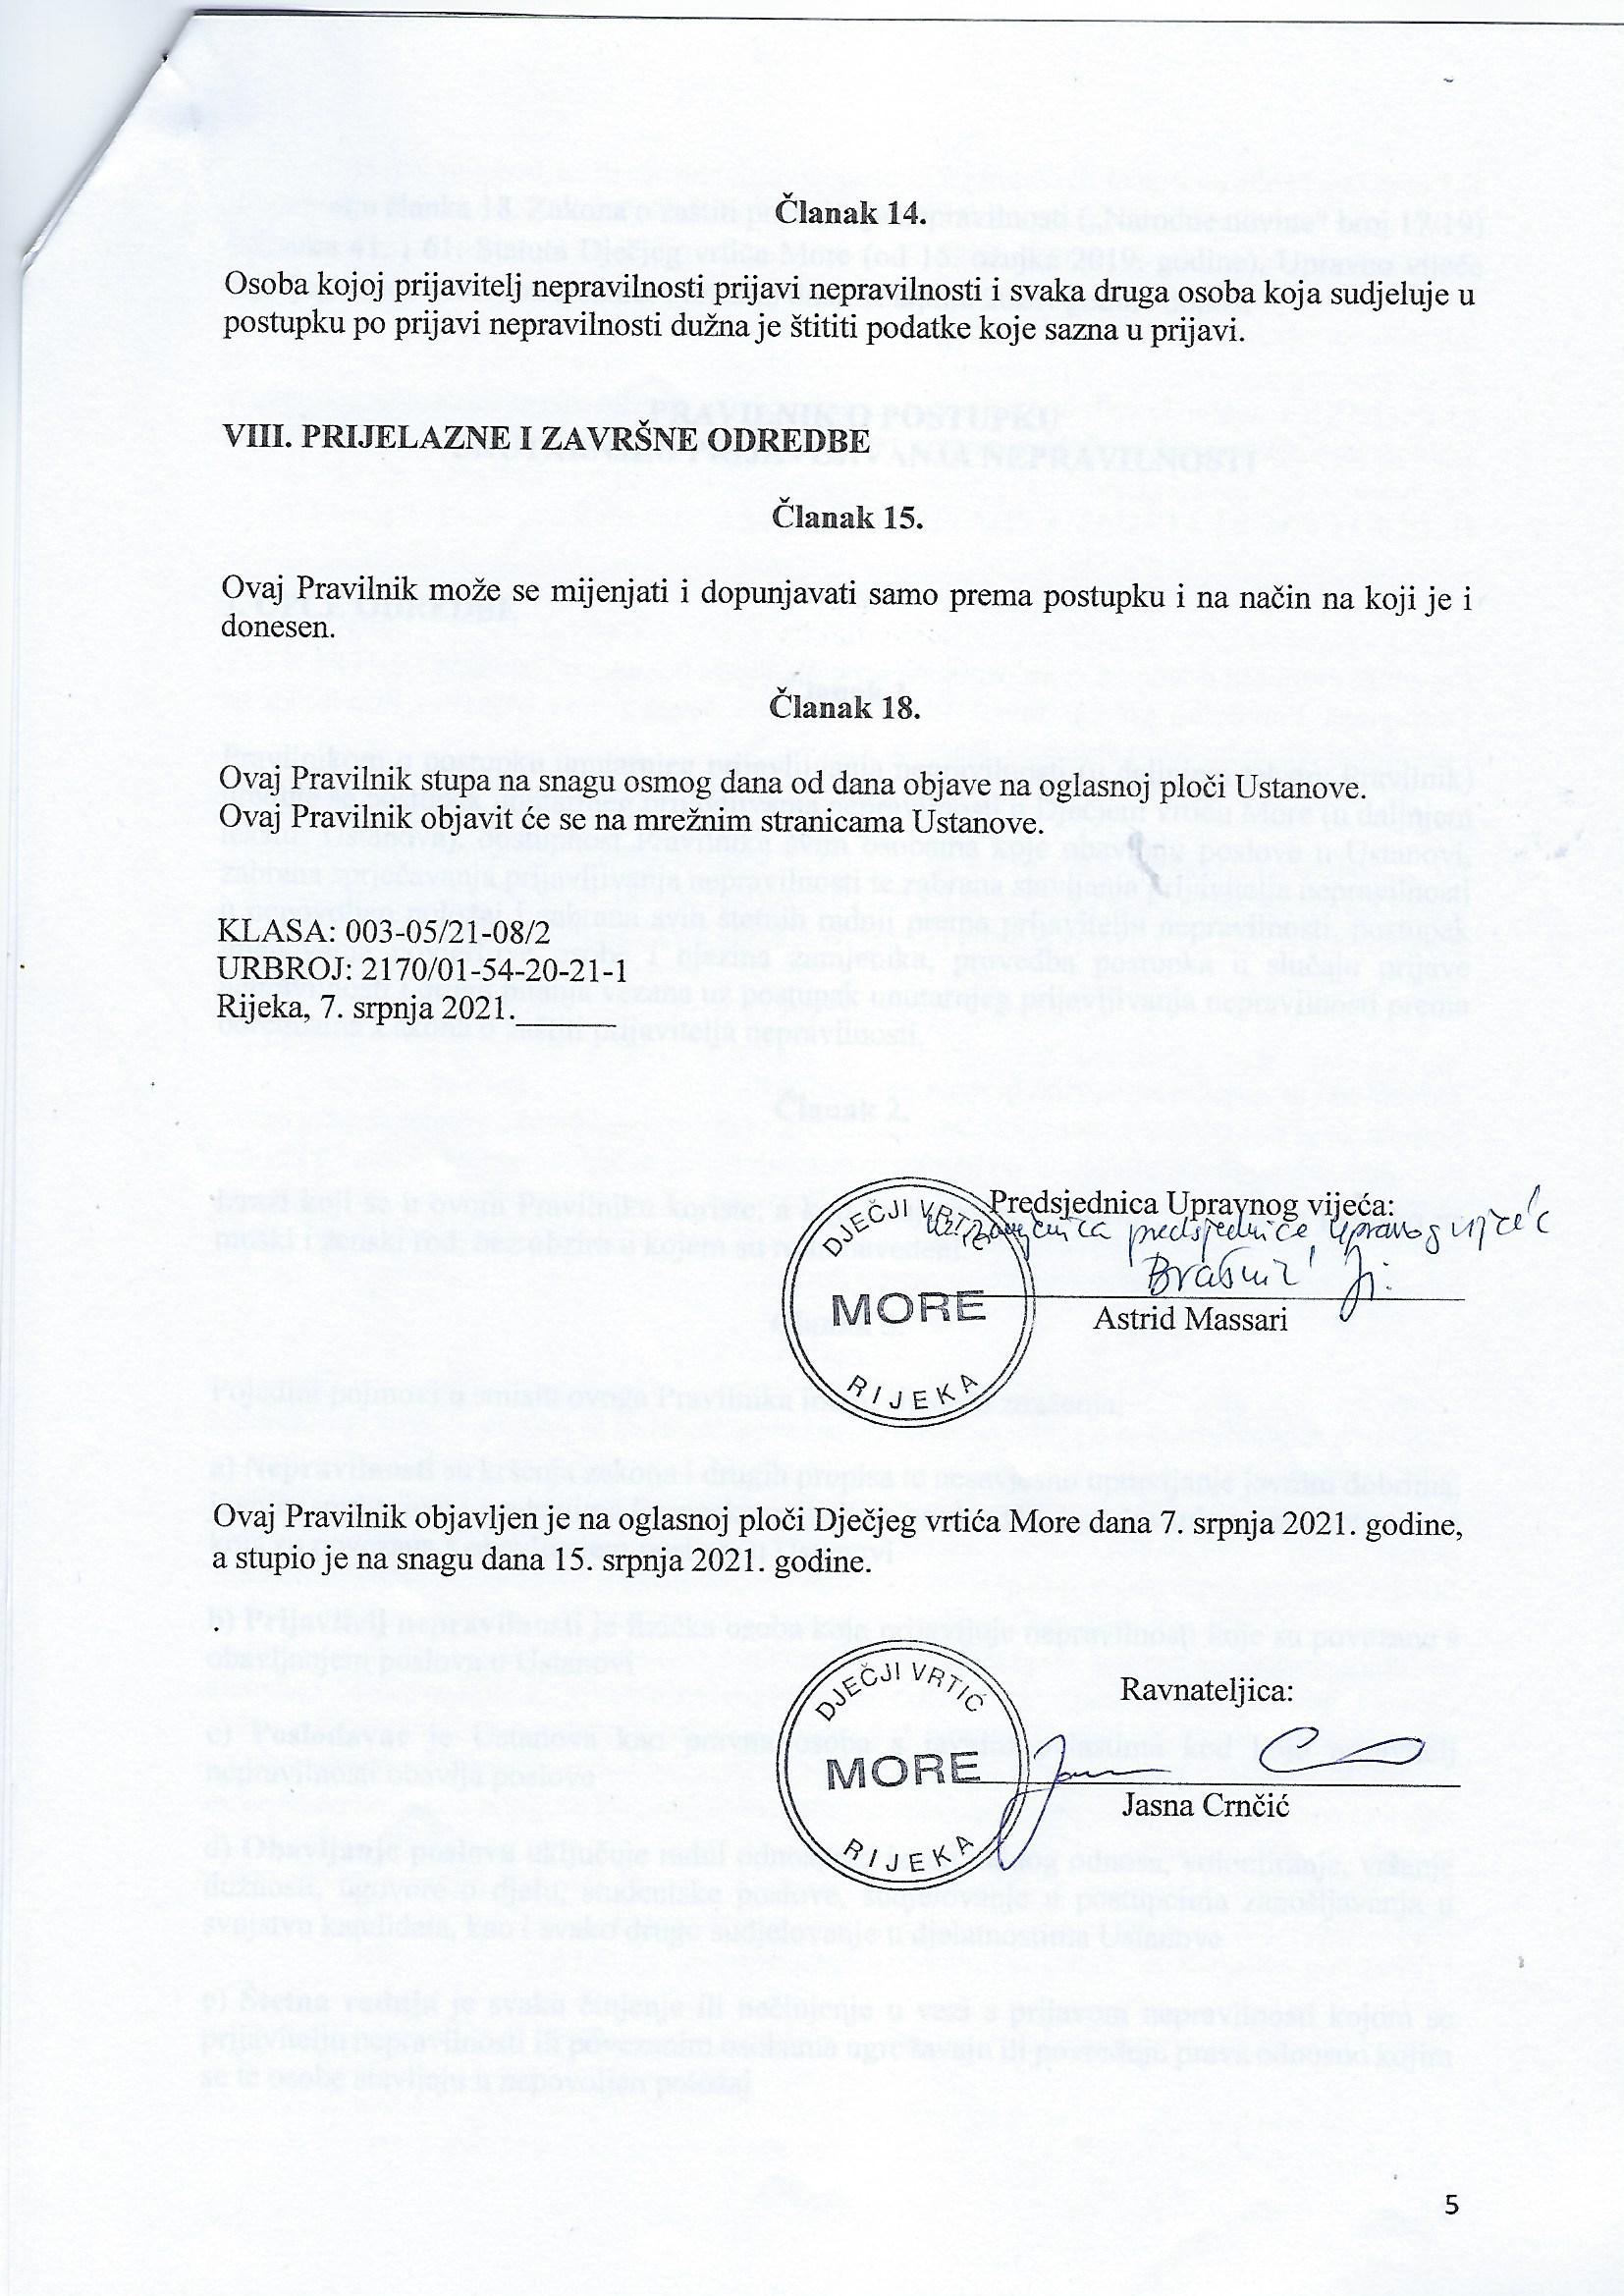 Članak 14.
Osoba kojoj prijavitelj nepravilnosti prijavi nepravilnosti i svaka druga osoba koja sudjeluje u
postupku po prijavi nepravilnosti dužna je štititi podatke koje sazna u prijavi.
VIII. PRIJELAZNE I ZAVRŠNE ODREDBE
Članak 15.
Ovaj Pravilnik može se mijenjati i dopunjavati samo prema postupku i na način na koji je i
donesen.
Članak 18.
Ovaj Pravilnik stupa na snagu osmog dana od dana objave na oglasnoj ploči Ustanove.
Ovaj Pravilnik objavit će se na mrežnim stranicama Ustanove.
KLASA: 003-05/21-08/2
URBROJ: 2170/01-54-20-21-1
Rijeka, 7. srpnja 2021.______
Predsjednica Upravnog vijeća:
predsjednice upravnog vijeća
DJEČJI VRTIĆ
MORE
RIJEKA
Astrid Massari
Ovaj Pravilnik objavljen je na oglasnoj ploči Dječjeg vrtića More dana 7. srpnja 2021. godine,
a stupio je na snagu dana 15. srpnja 2021. godine.
.
DJEČJI VRTIĆ
MORE
RIJEKA
Ravnateljica:
Jasna Crnčić
5